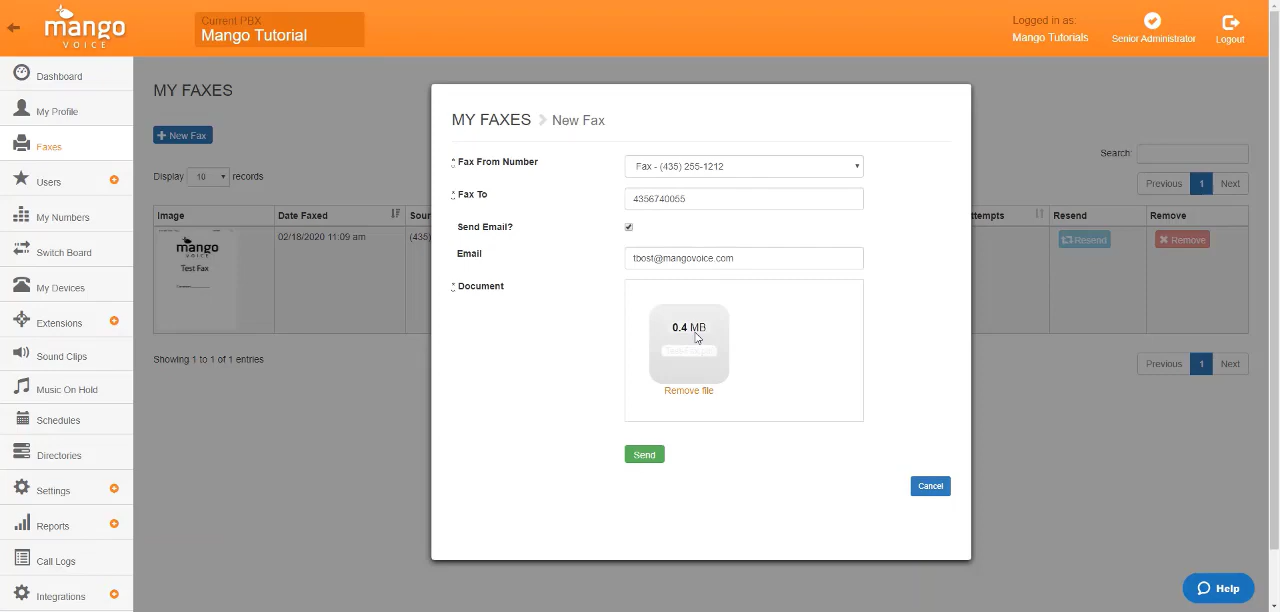 mango
VOICE
Current PBX
Mango Tutorial
Logged in as:
Mango Tutorials
Senior Administrator
Logout
Dashboard
My Profile
Faxes
Users
My Numbers
Switch Board
My Devices
Extensions
Sound Clips
Music On Hold
Schedules
Directories
Settings
Reports
Call Logs
Integrations
MY FAXES
New Fax
Display 10 records
Search:
Previous 1 Next
Image Date Faxed Sour
tempts Resend Remove
mango
Test Fax
02/18/2020 11:09 am (435)
Resend Remove
Showing 1 to 1 of 1 entries
Previous 1 Next
MY FAXES New Fax
* Fax From Number Fax - (435) 255-1212
* Fax To 4356740055
Send Email?
Email tbost@mangovoice.com
* Document
0.4 MB
Remove file
Send
Cancel
Help